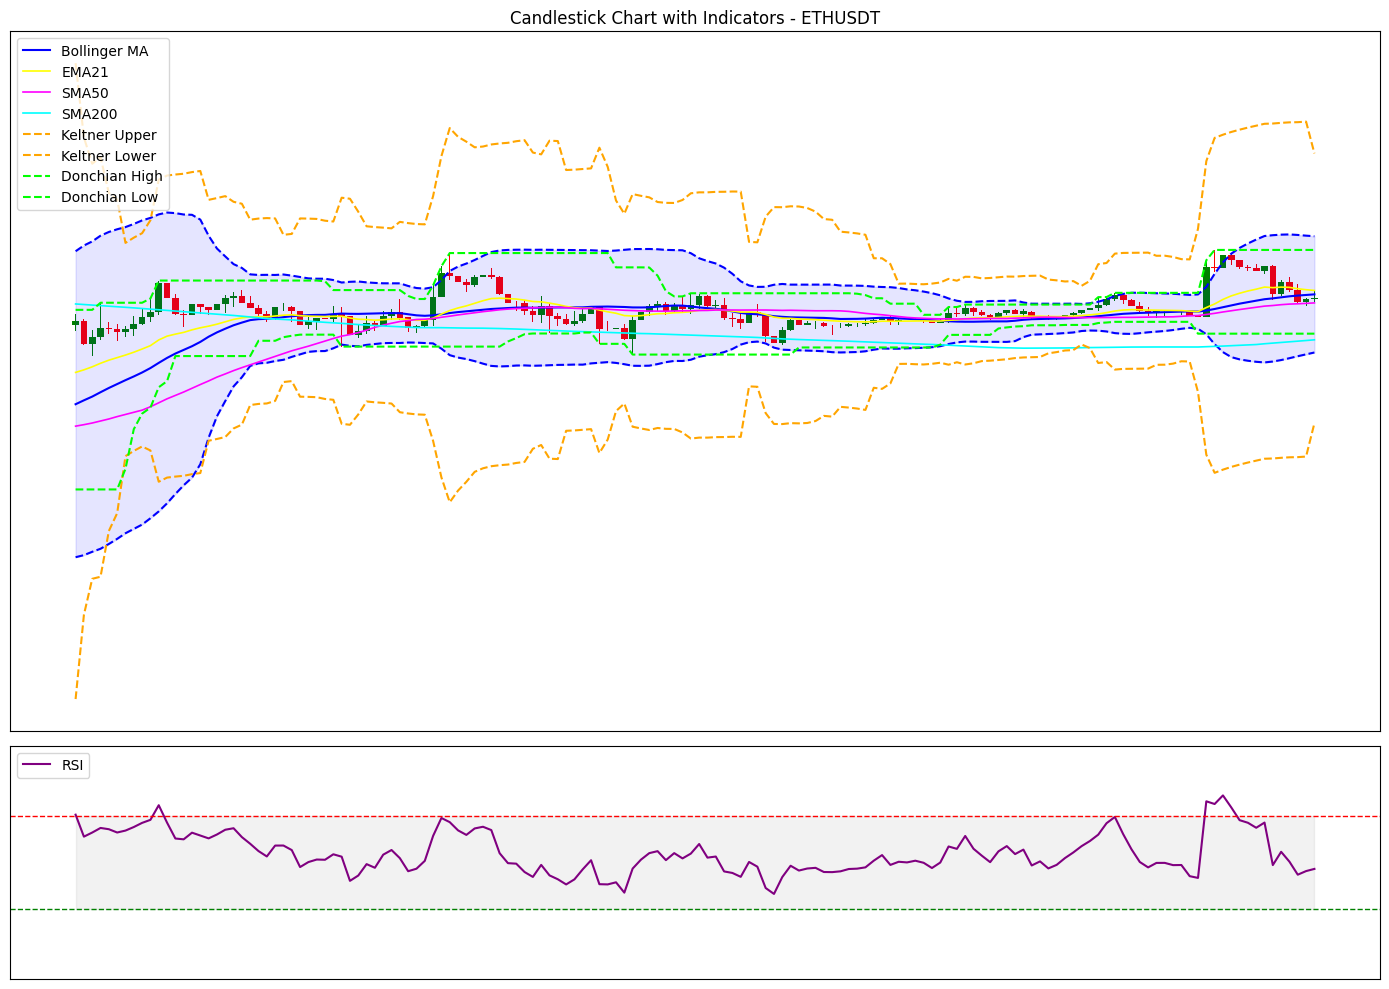 Candlestick Chart with Indicators - ETHUSDT
Bollinger MA
EMA21
SMA50
SMA200
Keltner Upper
Keltner Lower
Donchian High
Donchian Low
RSI